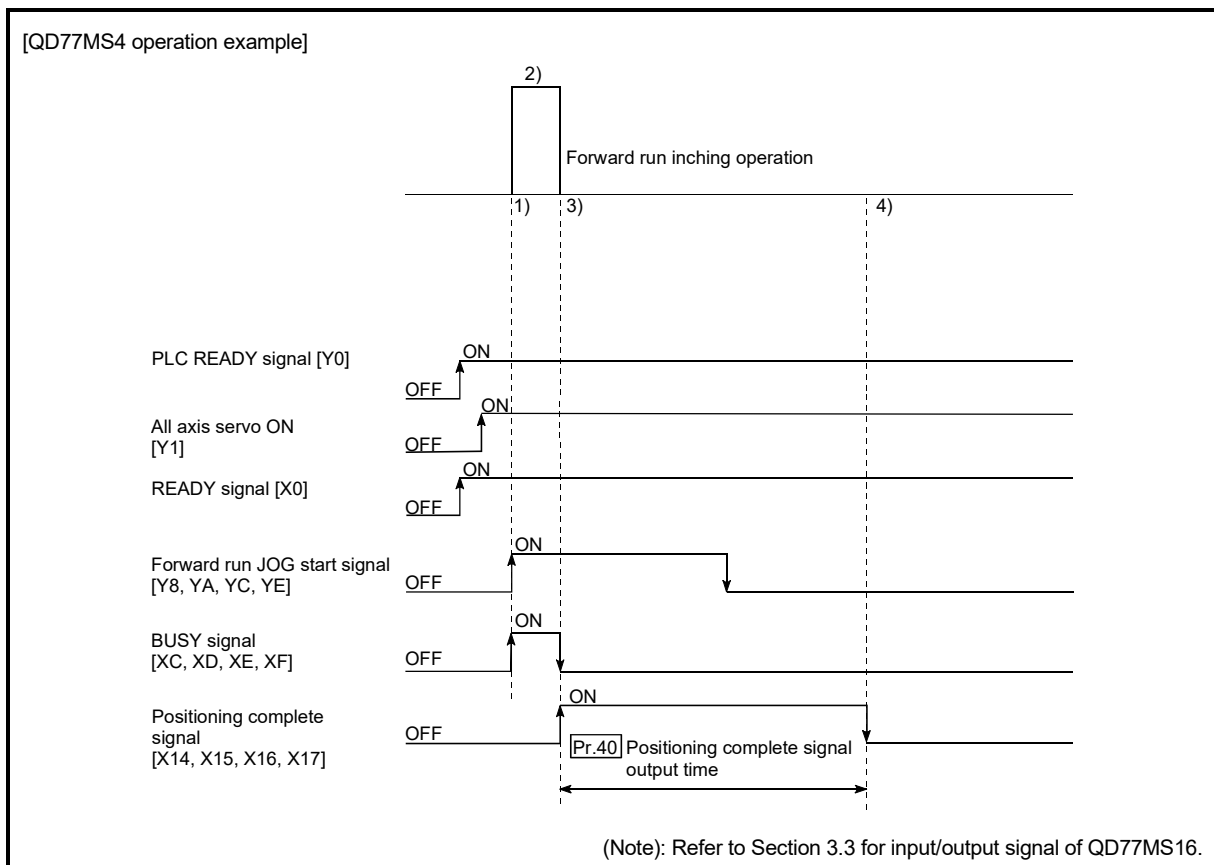 [QD77MS4 operation example]
2)
Forward run inching operation
1)
3)
4)
PLC READY signal [Y0]
ON
OFF
All axis servo ON
[Y1]
ON
OFF
READY signal [X0]
ON
OFF
Forward run JOG start signal
[Y8, YA, YC, YE]
ON
OFF
BUSY signal
[XC, XD, XE, XF]
ON
OFF
Positioning complete
signal
[X14, X15, X16, X17]
ON
OFF
Pr.40 Positioning complete signal
output time
(Note): Refer to Section 3.3 for input/output signal of QD77MS16.